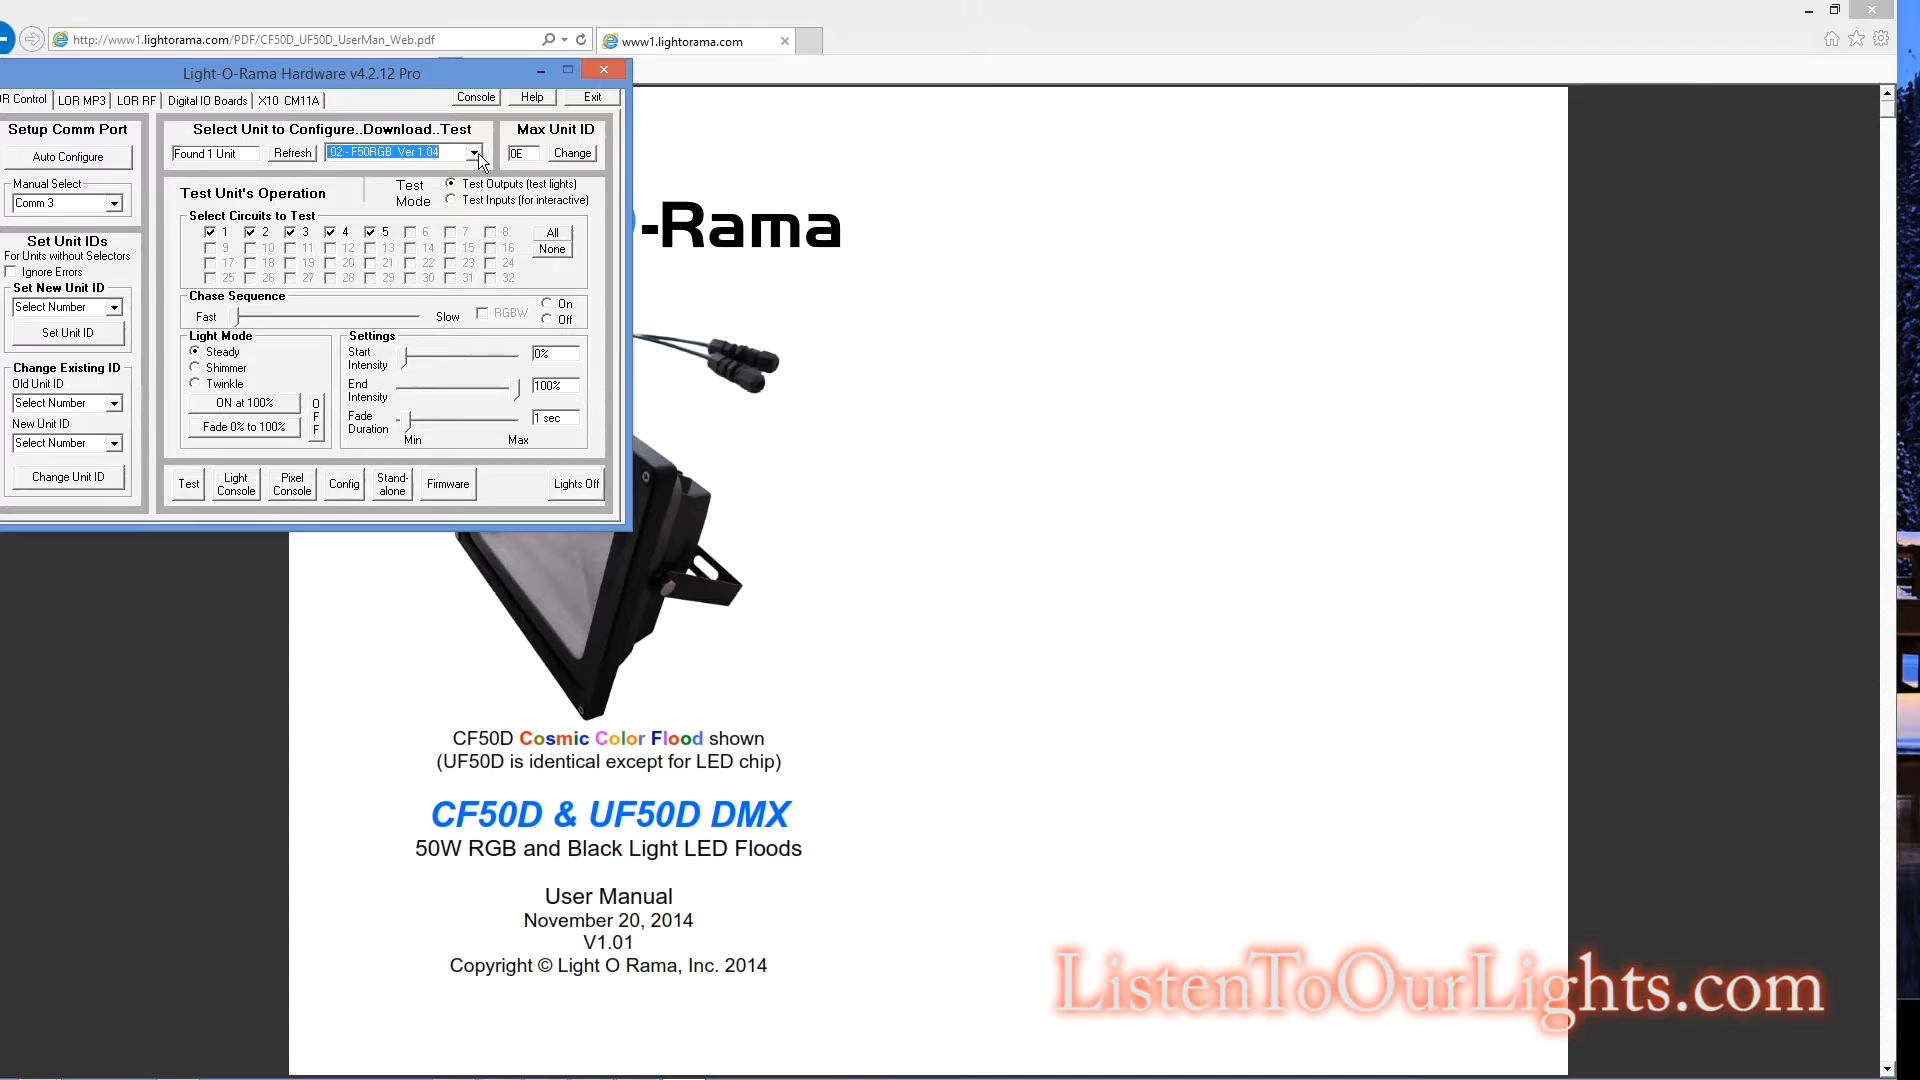 http://www1.lightorama.com/PDF/CF50D_UF50D_UserMan_Web.pdf
www1.lightorama.com
Light-O-Rama Hardware v4.2.12 Pro
R Control
LOR MP3
LOR RF
Digital IO Boards
X10 CM11A
Console
Help
Exit
Setup Comm Port
Auto Configure
Manual Select
Comm 3
Set Unit IDs
For Units without Selectors
Ignore Errors
Set New Unit ID
Select Number
Set Unit ID
Change Existing ID
Old Unit ID
Select Number
New Unit ID
Select Number
Change Unit ID
Select Unit to Configure..Download..Test
Found 1 Unit
Refresh
02 - F50RGB Ver 1.04
Max Unit ID
0E
Change
Test Unit's Operation
Test Mode
Test Outputs (test lights)
Test Inputs (for interactive)
Select Circuits to Test
1 2 3 4 5 6 7 8
9 10 11 12 13 14 15 16
17 18 19 20 21 22 23 24
25 26 27 28 29 30 31 32
All
None
Chase Sequence
Fast
Slow
RGBW
On
Off
Light Mode
Steady
Shimmer
Twinkle
ON at 100%
Fade 0% to 100%
OFF
Settings
Start Intensity
0%
End Intensity
100%
Fade Duration
1 sec
Min
Max
Test
Light Console
Pixel Console
Config
Stand-alone
Firmware
Lights Off
-Rama
CF50D Cosmic Color Flood shown
(UF50D is identical except for LED chip)
CF50D & UF50D DMX
50W RGB and Black Light LED Floods
User Manual
November 20, 2014
V1.01
Copyright © Light O Rama, Inc. 2014
ListenToOurLights.com